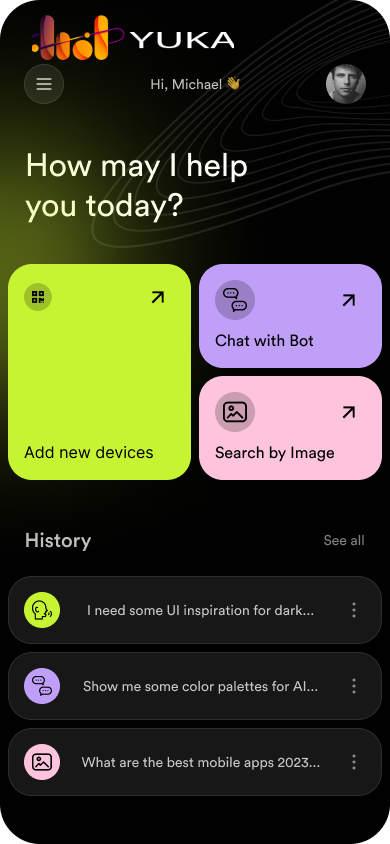 YUKA
Hi, Michael 👋
How may I help
you today?
Add new devices
Chat with Bot
Search by Image
History
See all
I need some UI inspiration for dark...
Show me some color palettes for AI...
What are the best mobile apps 2023...